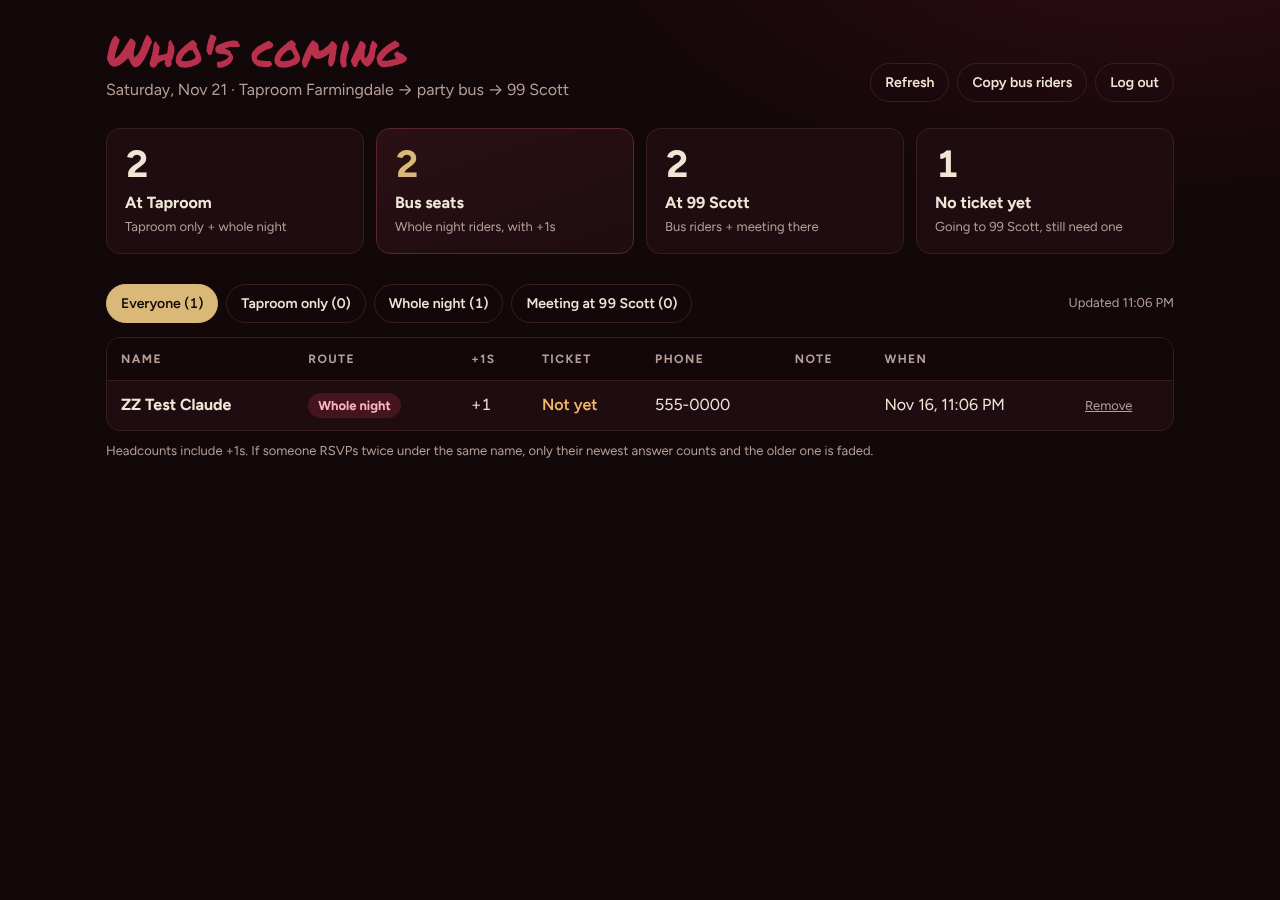 Who's coming
Saturday, Nov 21 · Taproom Farmingdale → party bus → 99 Scott
Refresh
Copy bus riders
Log out
2
At Taproom
Taproom only + whole night
2
Bus seats
Whole night riders, with +1s
2
At 99 Scott
Bus riders + meeting there
1
No ticket yet
Going to 99 Scott, still need one
Everyone (1)
Taproom only (0)
Whole night (1)
Meeting at 99 Scott (0)
Updated 11:06 PM
NAME ROUTE +1S TICKET PHONE NOTE WHEN
ZZ Test Claude Whole night +1 Not yet 555-0000 Nov 16, 11:06 PM Remove
Headcounts include +1s. If someone RSVPs twice under the same name, only their newest answer counts and the older one is faded.